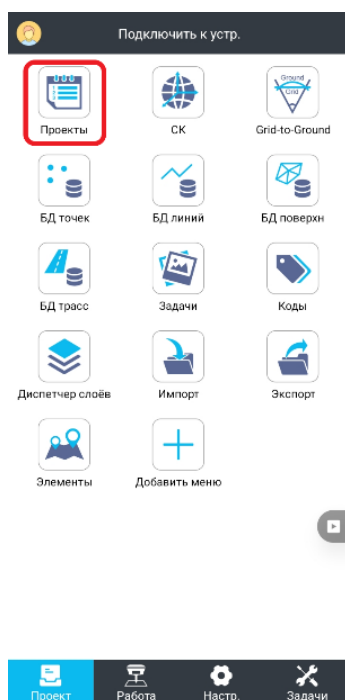 Подключить к устр.
Ground
Grid
Проекты
СК
Grid-to-Ground
БД точек
БД линий
БД поверхн
БД трасс
Задачи
Коды
Диспетчер слоёв
Импорт
Экспорт
Элементы
Добавить меню
Проект
Работа
Настр.
Задачи